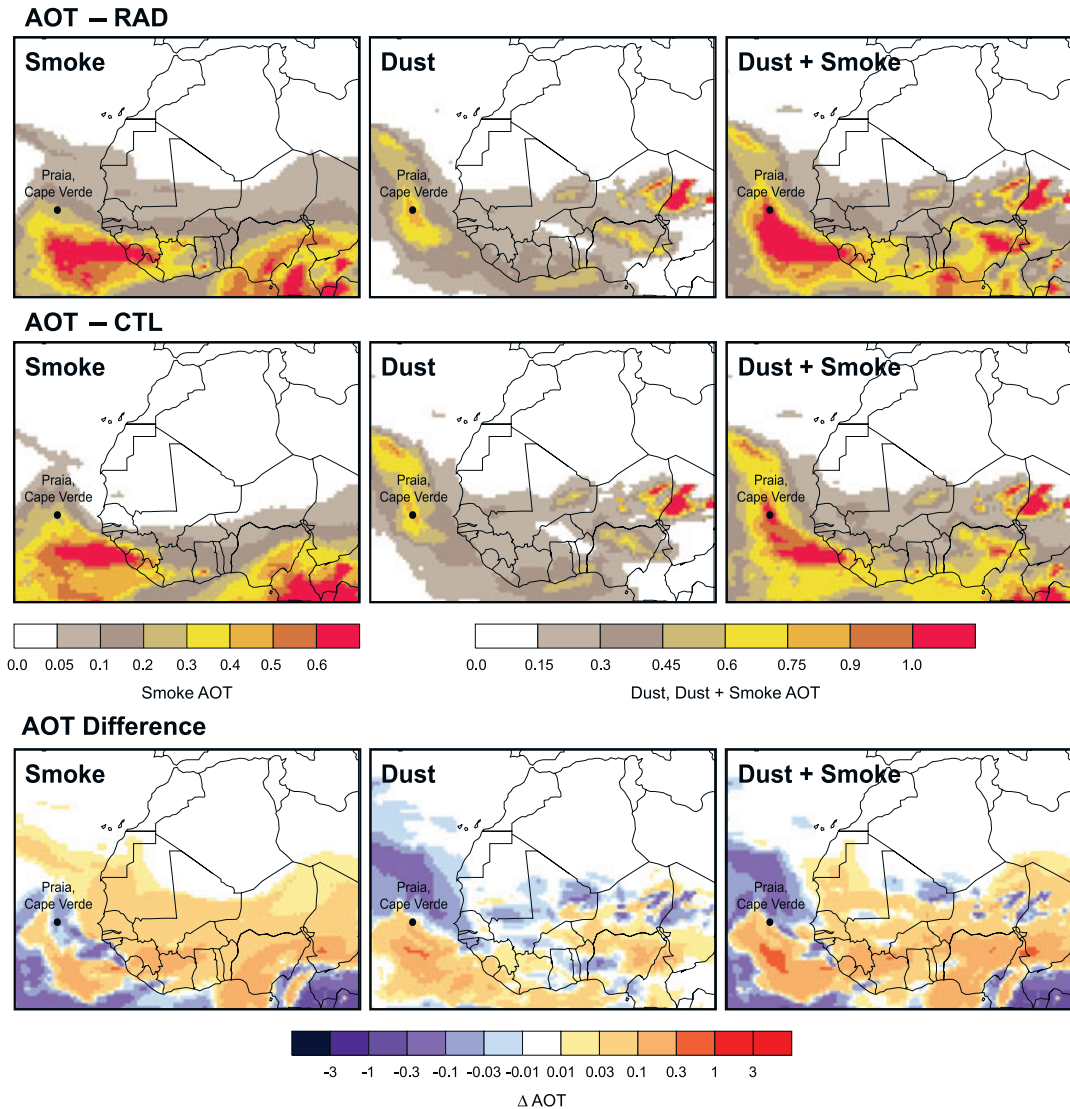 AOT – RAD
Smoke
Dust
Dust + Smoke
Praia,
Cape Verde
Praia,
Cape Verde
Praia,
Cape Verde
AOT – CTL
Smoke
Dust
Dust + Smoke
Praia,
Cape Verde
Praia,
Cape Verde
Praia,
Cape Verde
0.0 0.05 0.1 0.2 0.3 0.4 0.5 0.6
Smoke AOT
0.0 0.15 0.3 0.45 0.6 0.75 0.9 1.0
Dust, Dust + Smoke AOT
AOT Difference
Smoke
Dust
Dust + Smoke
Praia,
Cape Verde
Praia,
Cape Verde
Praia,
Cape Verde
-3 -1 -0.3 -0.1 -0.03 -0.01 0.01 0.03 0.1 0.3 1 3
Δ AOT